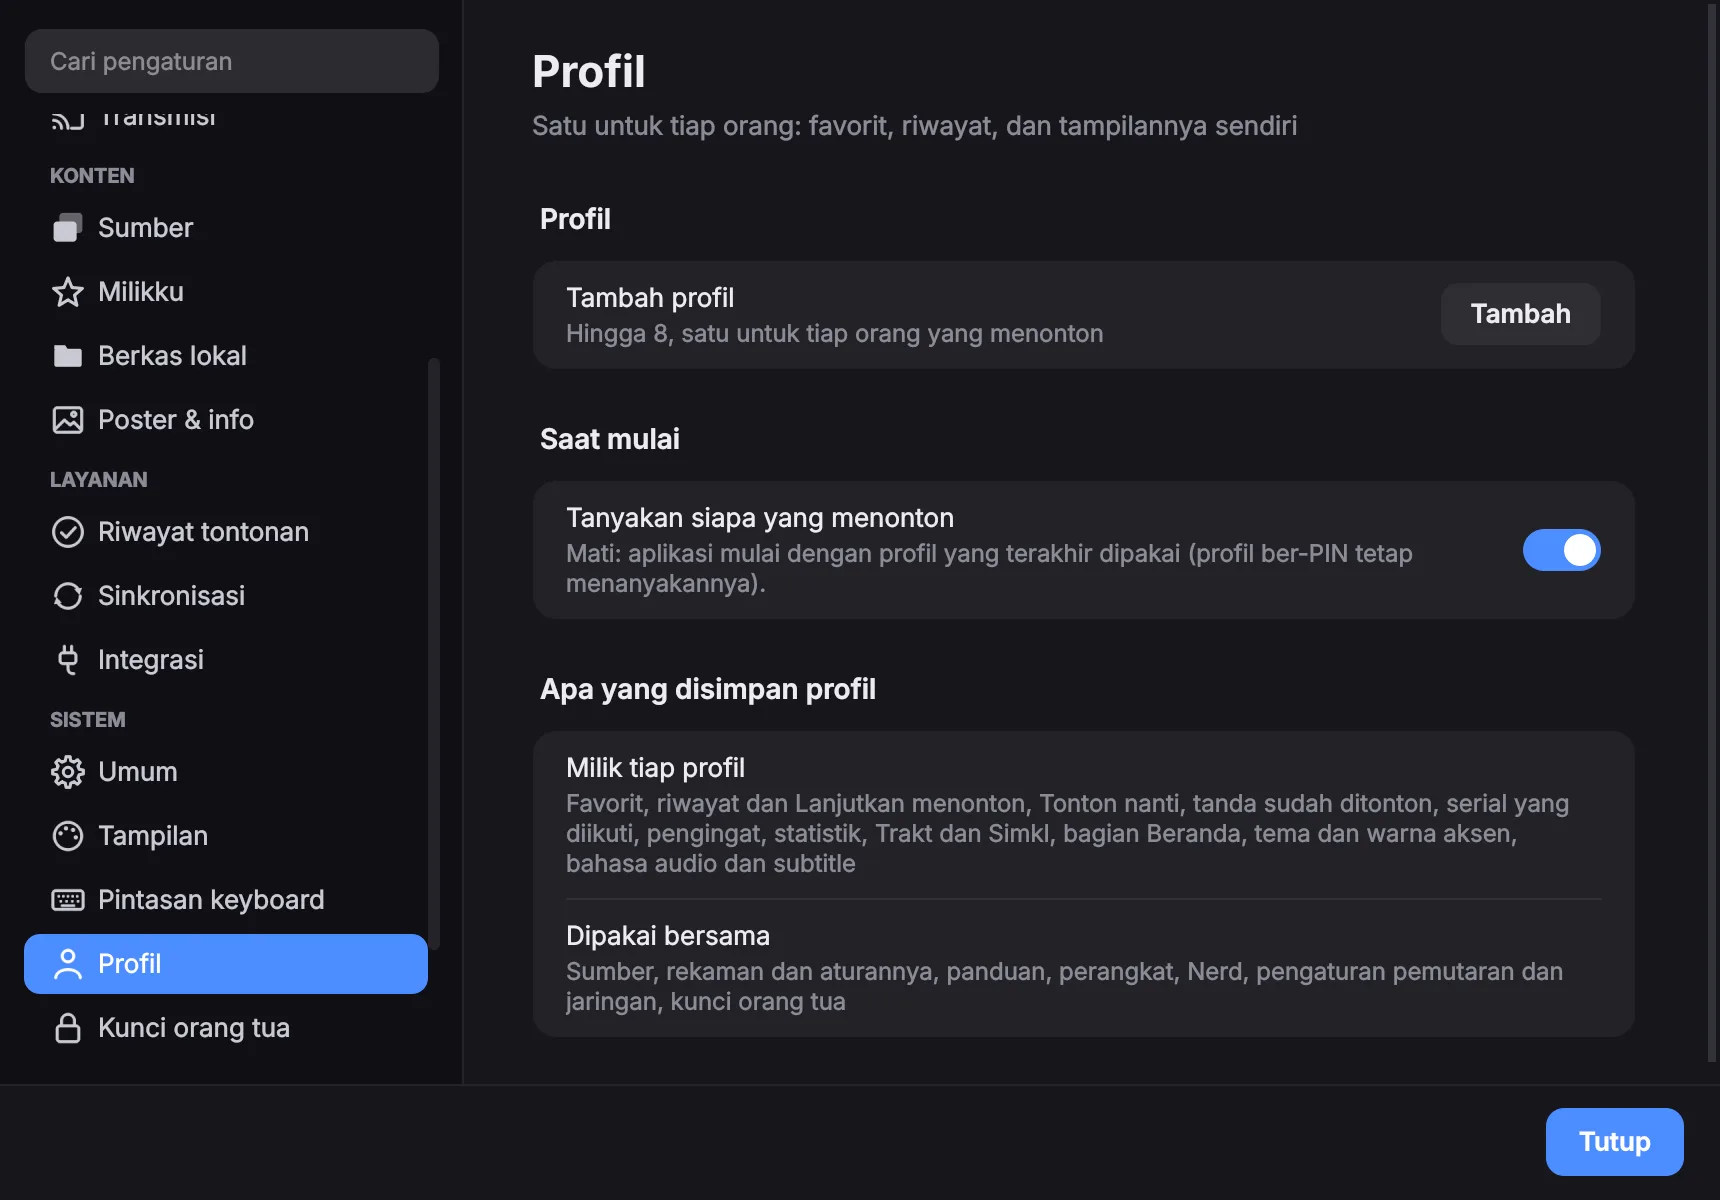 Cari pengaturan
Transmisi
KONTEN
Sumber
Milikku
Berkas lokal
Poster & info
LAYANAN
Riwayat tontonan
Sinkronisasi
Integrasi
SISTEM
Umum
Tampilan
Pintasan keyboard
Profil
Kunci orang tua
Profil
Satu untuk tiap orang: favorit, riwayat, dan tampilannya sendiri
Profil
Tambah profil
Hingga 8, satu untuk tiap orang yang menonton
Tambah
Saat mulai
Tanyakan siapa yang menonton
Mati: aplikasi mulai dengan profil yang terakhir dipakai (profil ber-PIN tetap
menanyakannya).
Apa yang disimpan profil
Milik tiap profil
Favorit, riwayat dan Lanjutkan menonton, Tonton nanti, tanda sudah ditonton, serial yang
diikuti, pengingat, statistik, Trakt dan Simkl, bagian Beranda, tema dan warna aksen,
bahasa audio dan subtitle
Dipakai bersama
Sumber, rekaman dan aturannya, panduan, perangkat, Nerd, pengaturan pemutaran dan
jaringan, kunci orang tua
Tutup